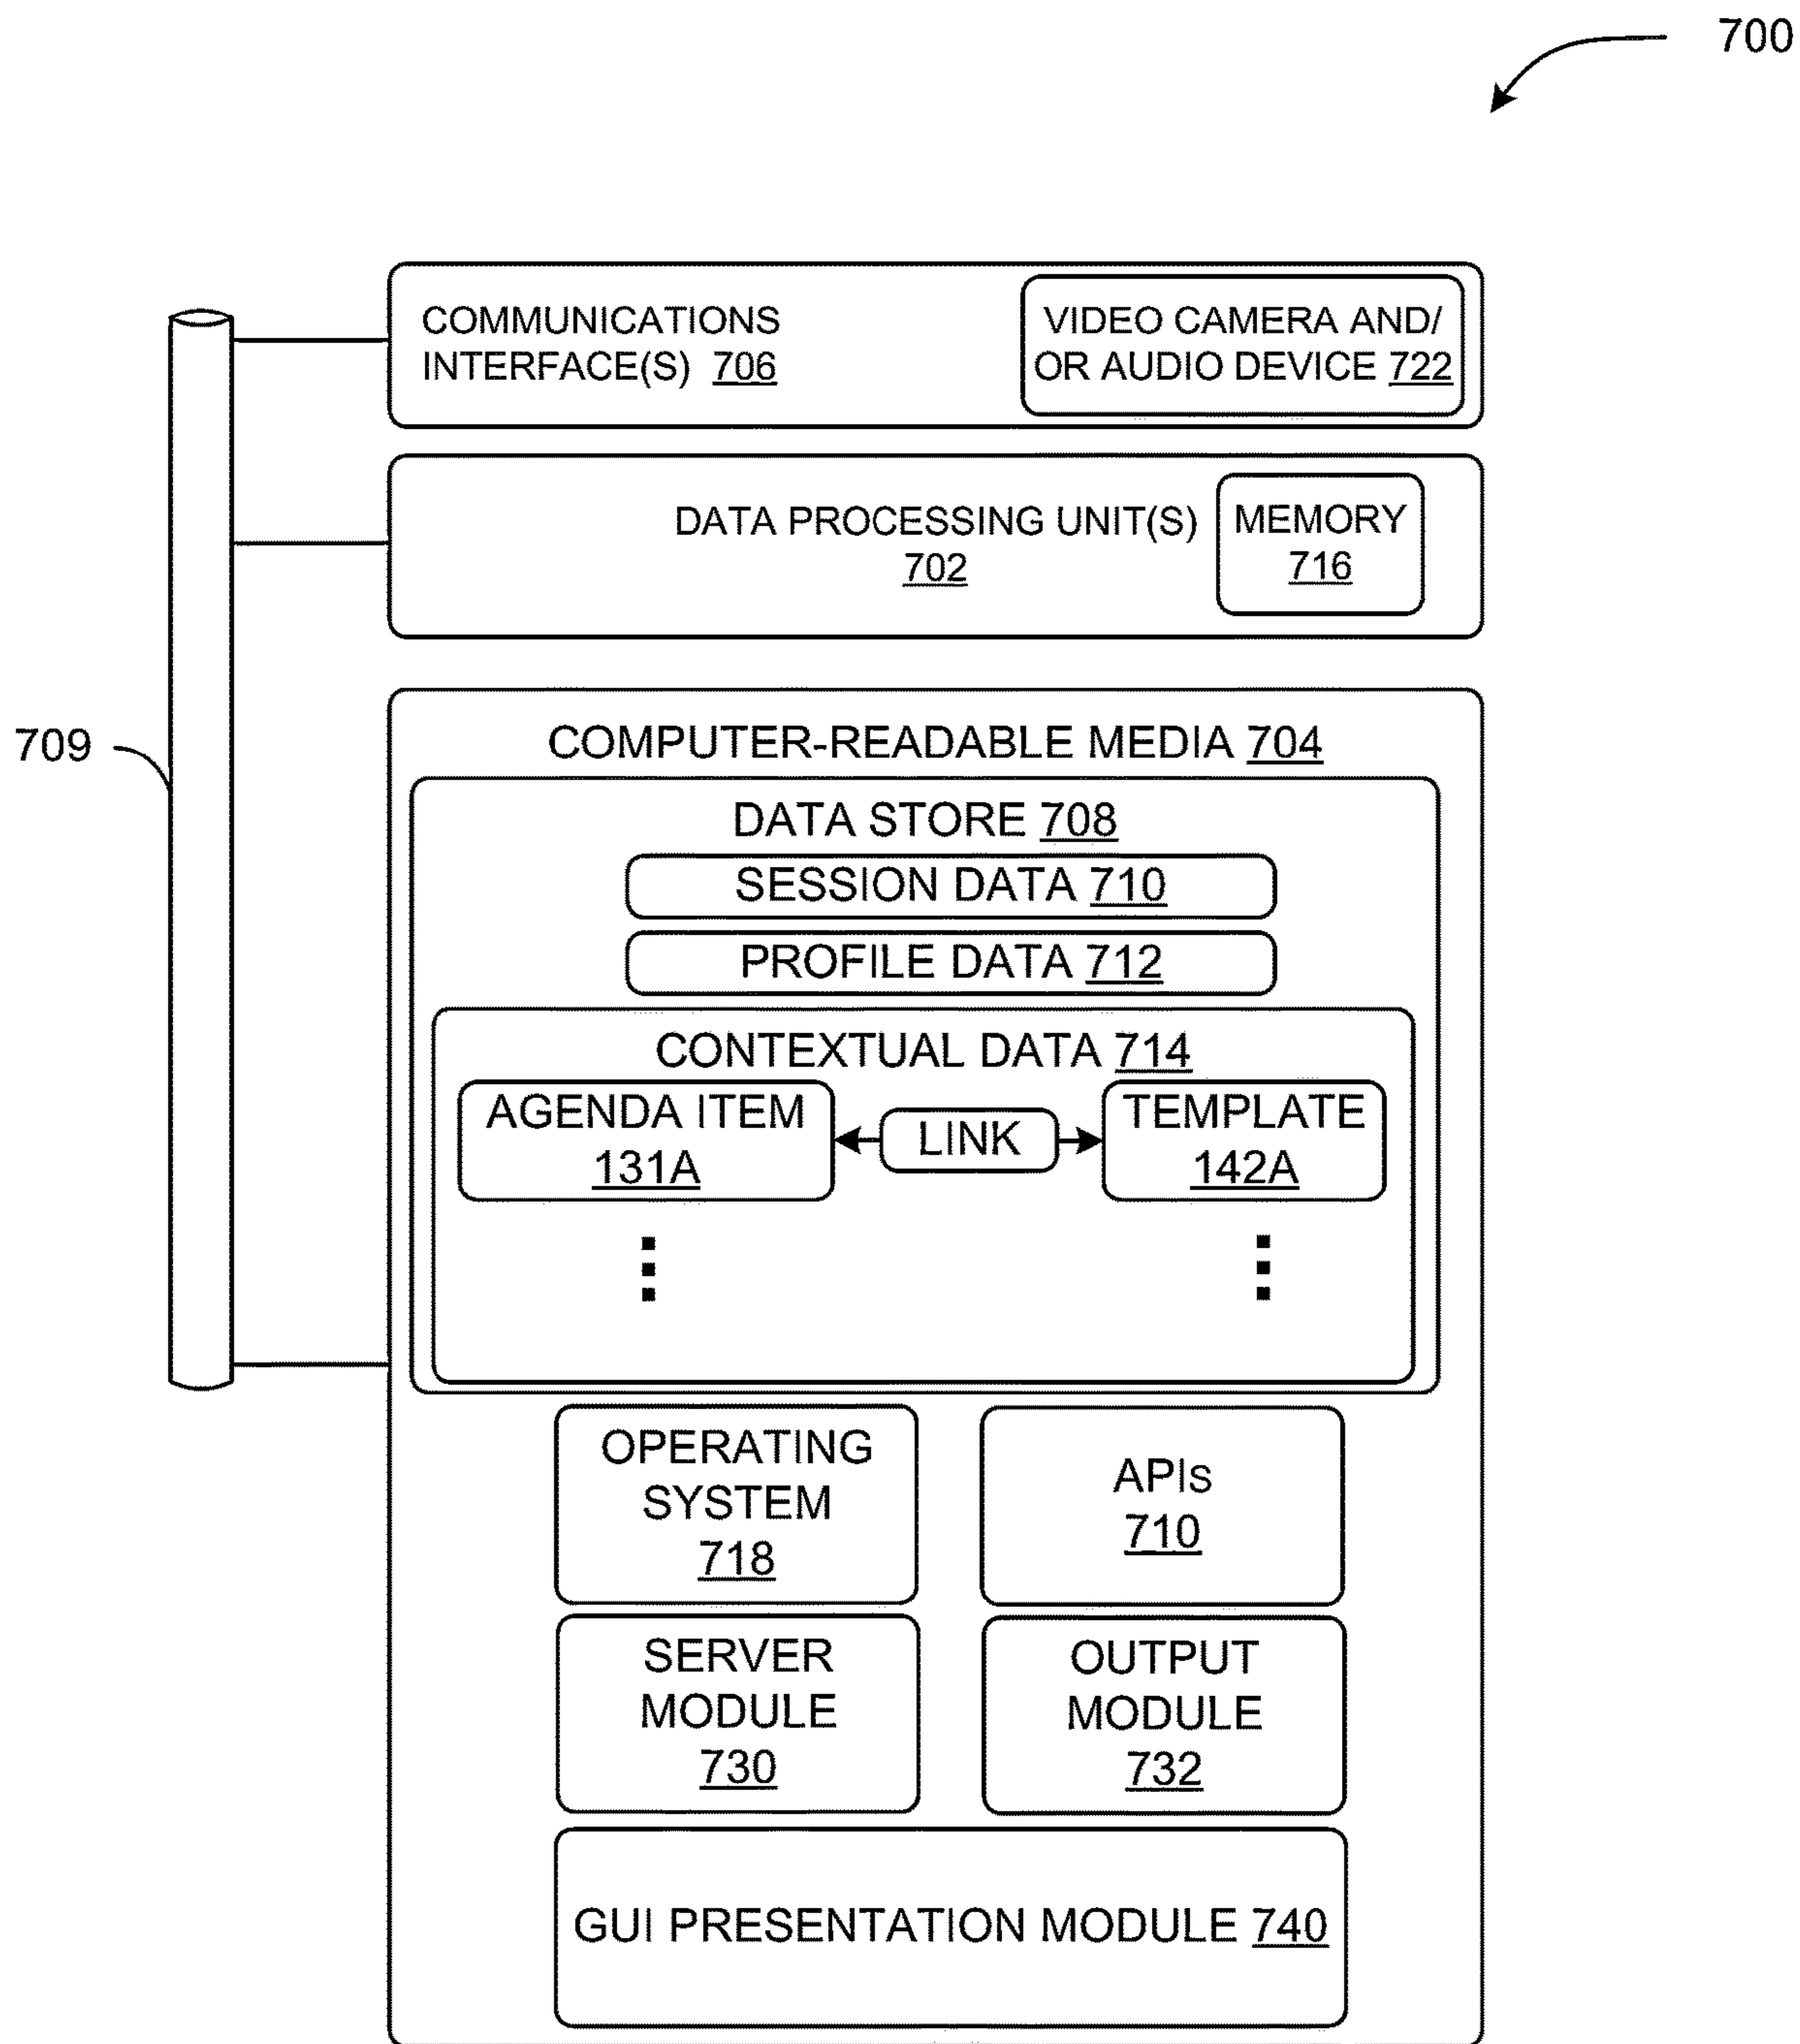 700
COMMUNICATIONS
INTERFACE(S) 706
VIDEO CAMERA AND/
OR AUDIO DEVICE 722
DATA PROCESSING UNIT(S)
702
MEMORY
716
709
COMPUTER-READABLE MEDIA 704
DATA STORE 708
SESSION DATA 710
PROFILE DATA 712
CONTEXTUAL DATA 714
AGENDA ITEM
131A
LINK
TEMPLATE
142A
OPERATING
SYSTEM
718
APIs
710
SERVER
MODULE
730
OUTPUT
MODULE
732
GUI PRESENTATION MODULE 740